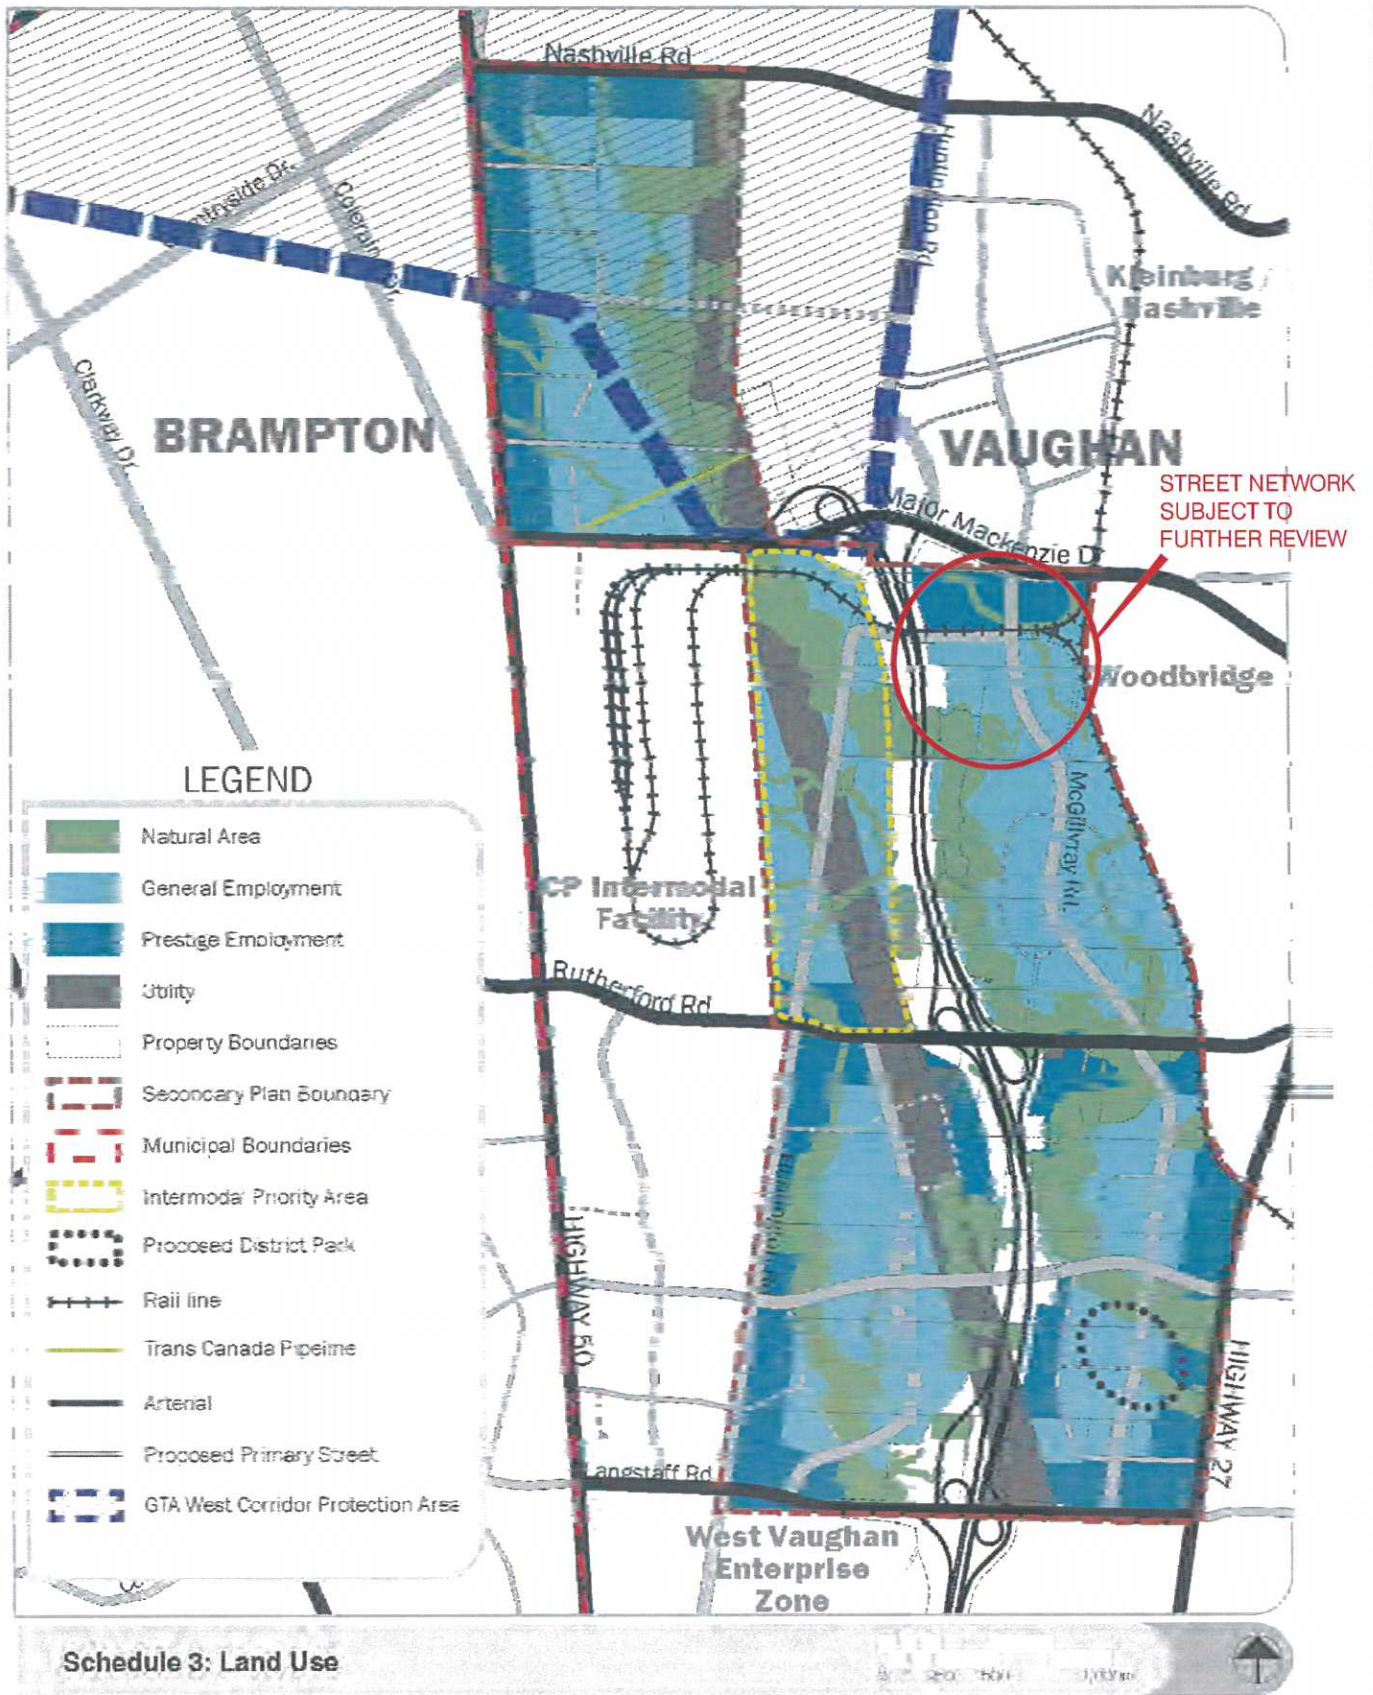 Nashville Rd
Nashville Rd
Huntington Rd
Coleraine Dr.
Kleinburg
Nashville
Clarkway Dr.
BRAMPTON
VAUGHAN
STREET NETWORK
SUBJECT TO
FURTHER REVIEW
Major Mackenzie Dr
Woodbridge
LEGEND
Natural Area
General Employment
Prestige Employment
Utility
Property Boundaries
Secondary Plan Boundary
Municipal Boundaries
Intermodal Priority Area
Proposed District Park
Rail line
Trans Canada Pipeline
Arterial
Proposed Primary Street
GTA West Corridor Protection Area
McGillivray Rd.
CP Intermodal
Facility
Rutherford Rd
HIGHWAY 50
HIGHWAY 27
Langstaff Rd
West Vaughan
Enterprise
Zone
Schedule 3: Land Use